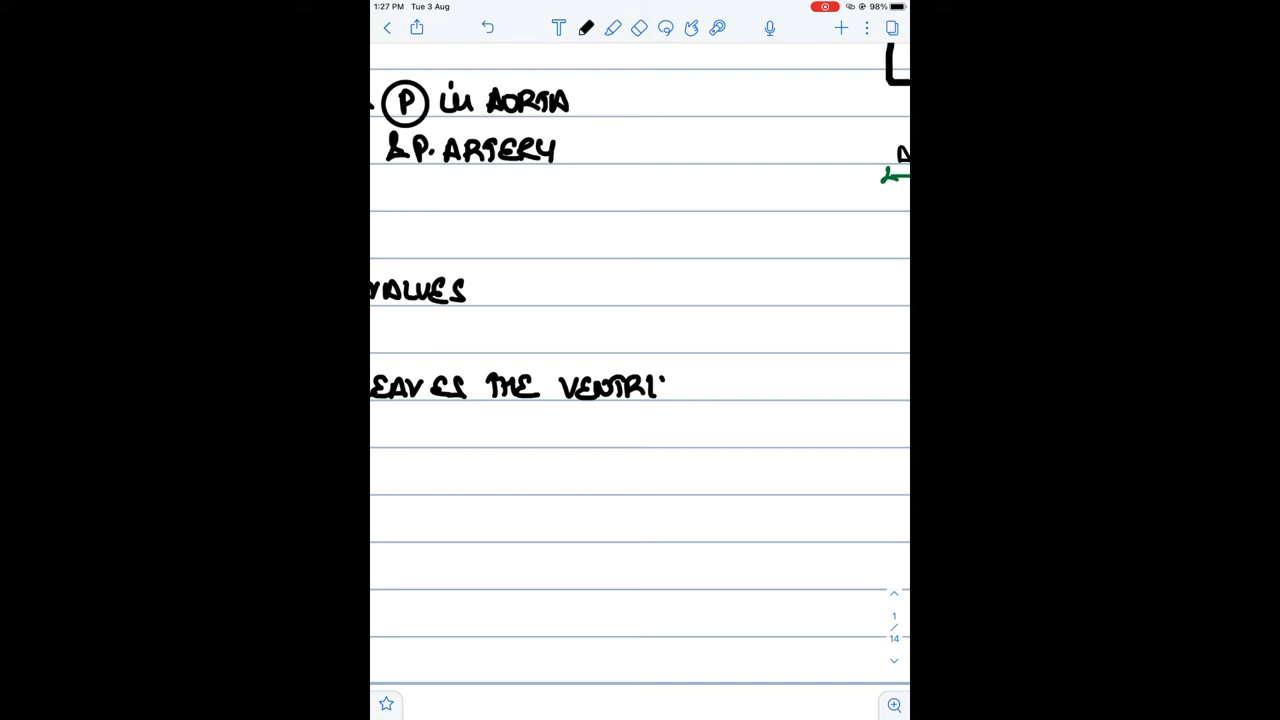 1:27 PM Tue 3 Aug
98%
P in AORTA
& P. ARTERY
VALVES
EAVES THE VENTRI
1
/
14